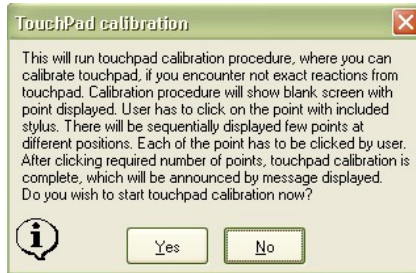 TouchPad calibration
This will run touchpad calibration procedure, where you can
calibrate touchpad, if you encounter not exact reactions from
touchpad. Calibration procedure will show blank screen with
point displayed. User has to click on the point with included
stylus. There will be sequentially displayed few points at
different positions. Each of the point has to be clicked by user.
After clicking required number of points, touchpad calibration is
complete, which will be announced by message displayed.
Do you wish to start touchpad calibration now?
Yes No